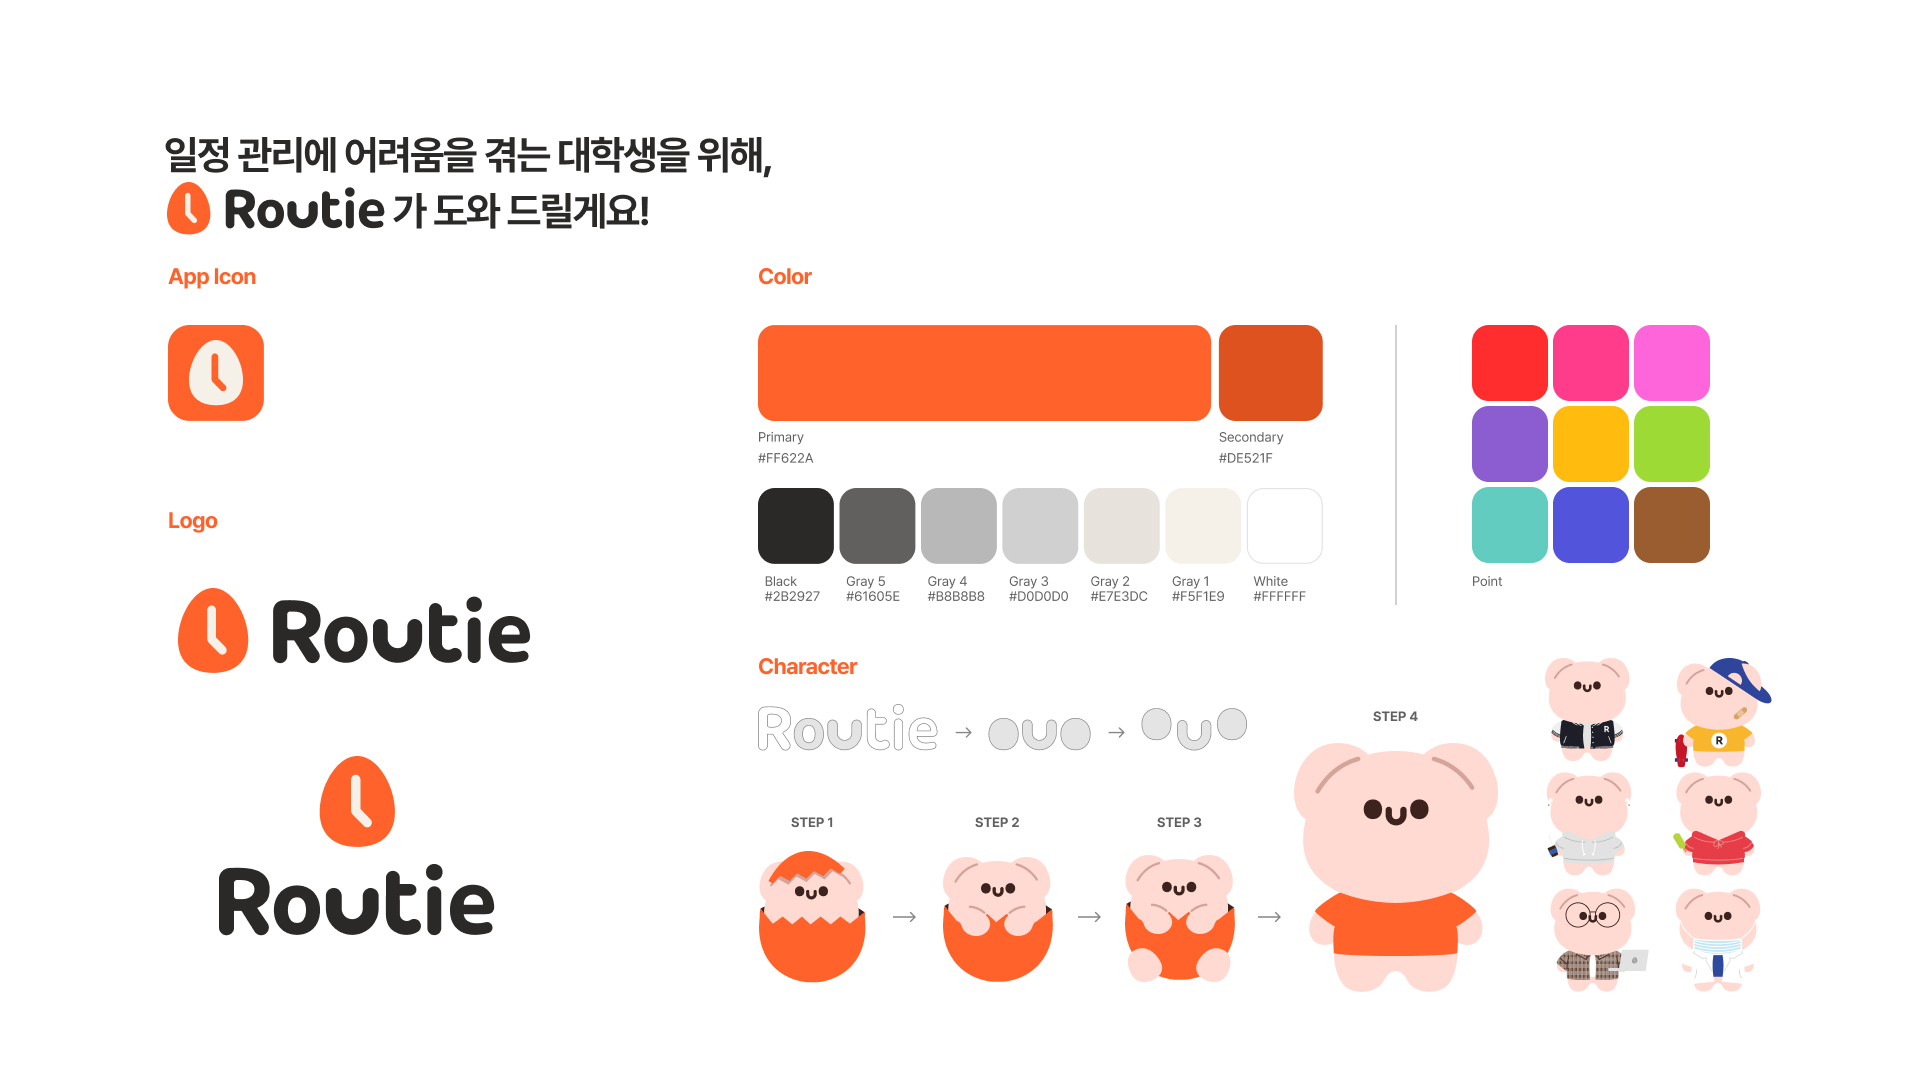 일정 관리에 어려움을 겪는 대학생을 위해,
Routie 가 도와 드릴게요!
App Icon
Logo
Routie
Routie
Color
Primary
#FF622A
Secondary
#DE521F
Black
#2B2927
Gray 5
#61605E
Gray 4
#B8B8B8
Gray 3
#D0D0D0
Gray 2
#E7E3DC
Gray 1
#F5F1E9
White
#FFFFFF
Point
Character
Routie → ouo → ouo
STEP 1
STEP 2
STEP 3
STEP 4
R
R